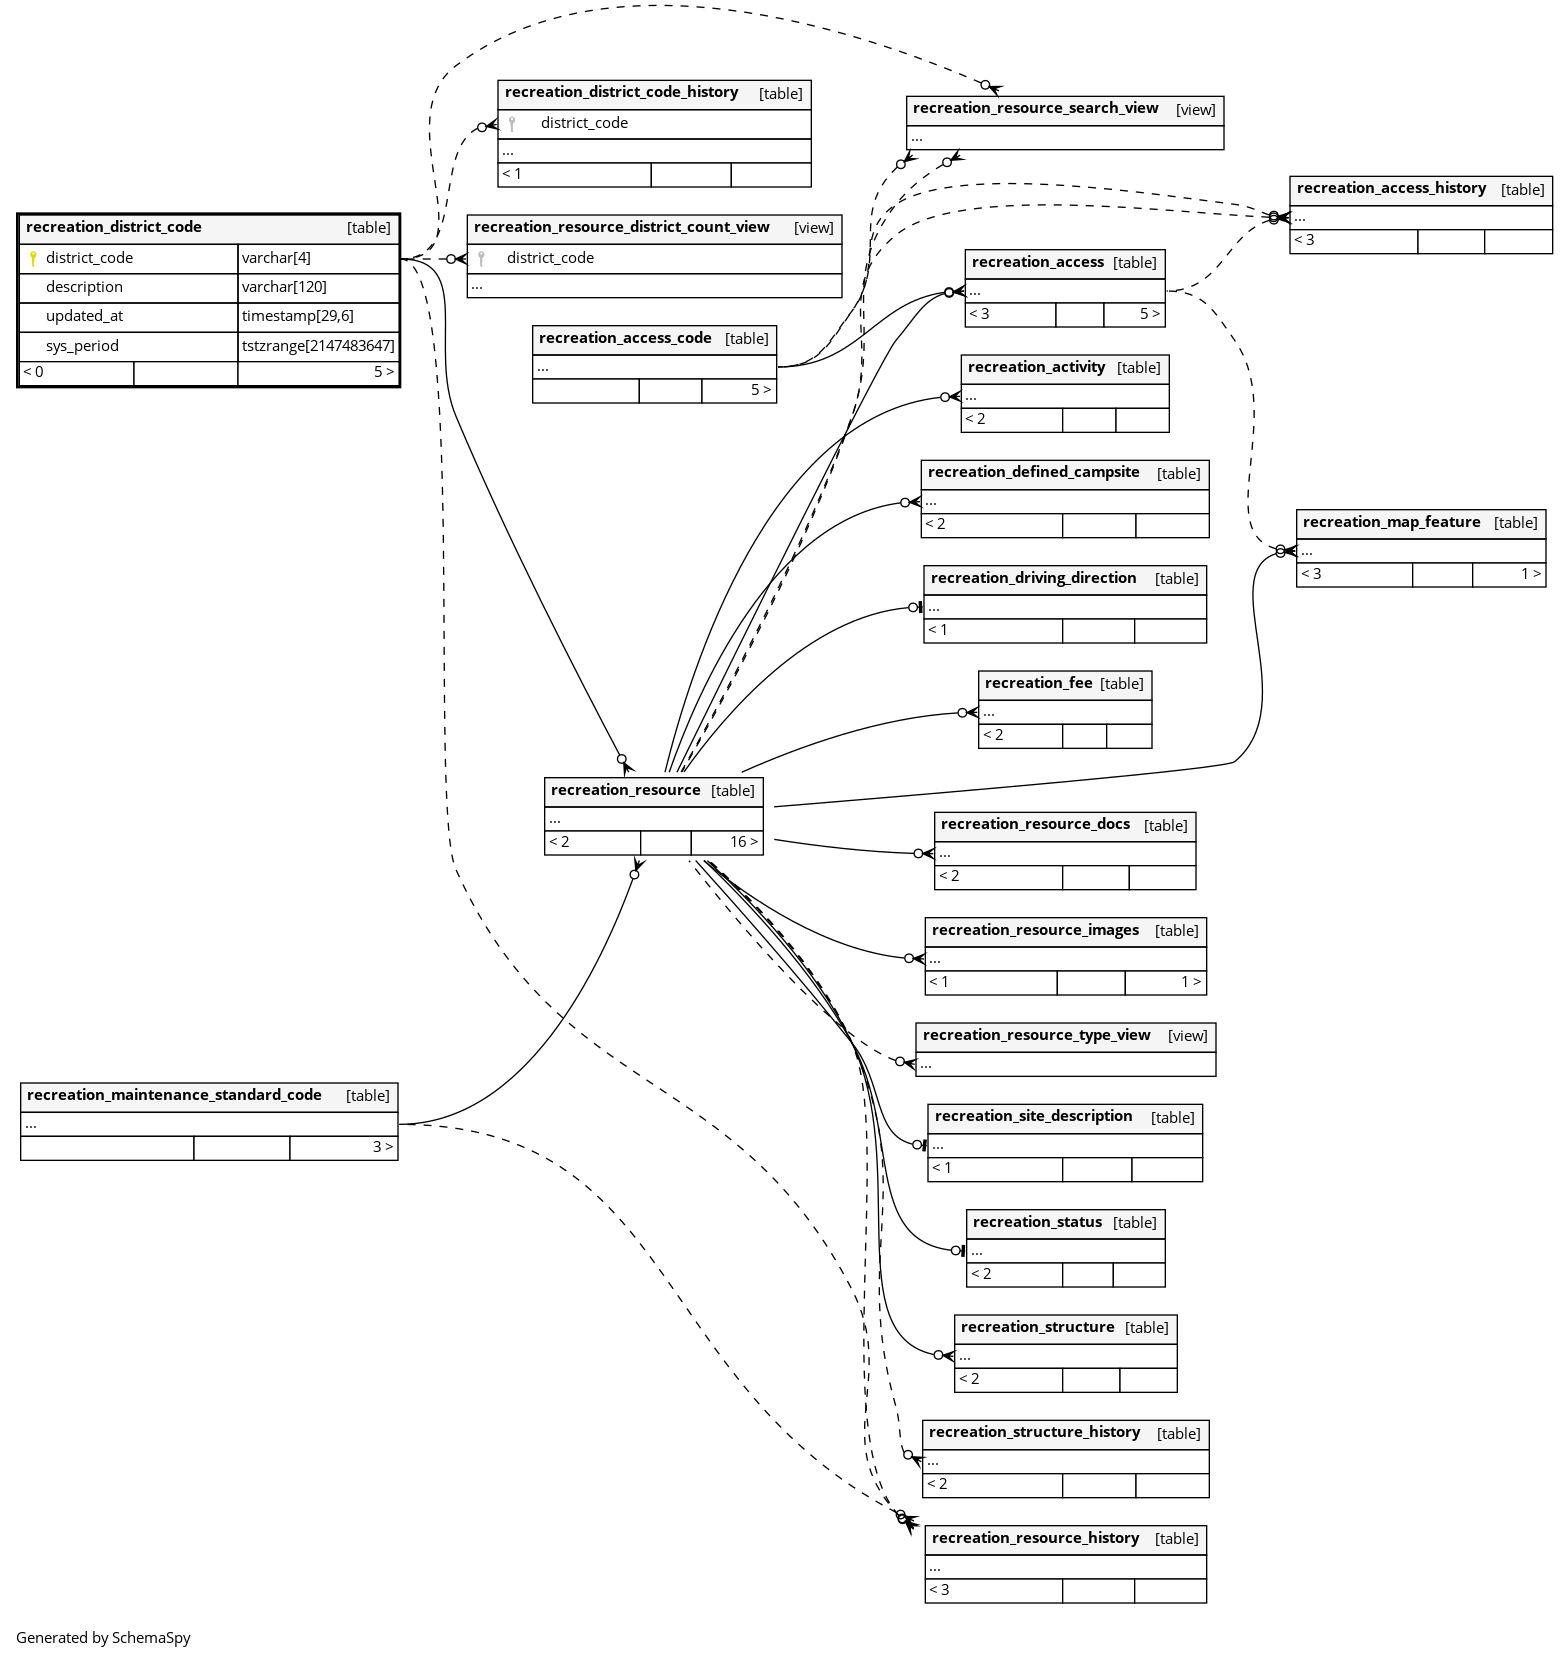 recreation_district_code [table]
district_code varchar[4]
description varchar[120]
updated_at timestamp[29,6]
sys_period tstzrange[2147483647]
< 0 5 >
recreation_district_code_history [table]
district_code
...
< 1
recreation_resource_district_count_view [view]
district_code
...
recreation_access_code [table]
...
5 >
recreation_resource_search_view [view]
...
recreation_access_history [table]
...
< 3
recreation_access [table]
...
< 3 5 >
recreation_activity [table]
...
< 2
recreation_defined_campsite [table]
...
< 2
recreation_map_feature [table]
...
< 3 1 >
recreation_driving_direction [table]
...
< 1
recreation_fee [table]
...
< 2
recreation_resource [table]
...
< 2 16 >
recreation_resource_docs [table]
...
< 2
recreation_resource_images [table]
...
< 1 1 >
recreation_resource_type_view [view]
...
recreation_maintenance_standard_code [table]
...
3 >
recreation_site_description [table]
...
< 1
recreation_status [table]
...
< 2
recreation_structure [table]
...
< 2
recreation_structure_history [table]
...
< 2
recreation_resource_history [table]
...
< 3
Generated by SchemaSpy